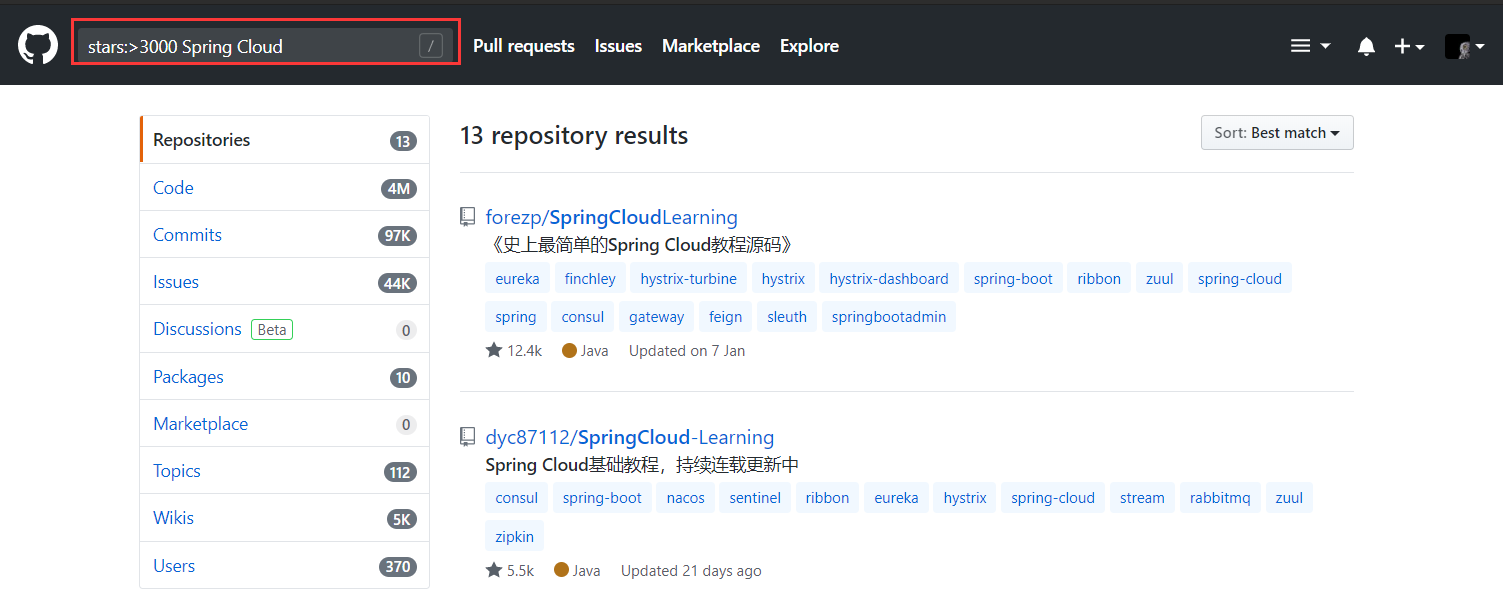 stars:>3000 Spring Cloud / Pull requests Issues Marketplace Explore
Repositories 13
Code 4M
Commits 97K
Issues 44K
Discussions Beta 0
Packages 10
Marketplace 0
Topics 112
Wikis 5K
Users 370
13 repository results
Sort: Best match
forezp/SpringCloudLearning
《史上最简单的Spring Cloud教程源码》
eureka finchley hystrix-turbine hystrix hystrix-dashboard spring-boot ribbon zuul spring-cloud
spring consul gateway feign sleuth springbootadmin
12.4k Java Updated on 7 Jan
dyc87112/SpringCloud-Learning
Spring Cloud基础教程，持续连载更新中
consul spring-boot nacos sentinel ribbon eureka hystrix spring-cloud stream rabbitmq zuul
zipkin
5.5k Java Updated 21 days ago